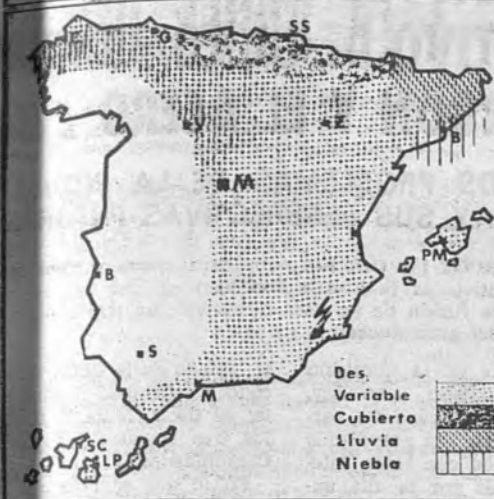 SS
G
V
Z
B
M
PM
B
S
M
SC
LP
Des
Variable
Cubierto
Lluvia
Niebla